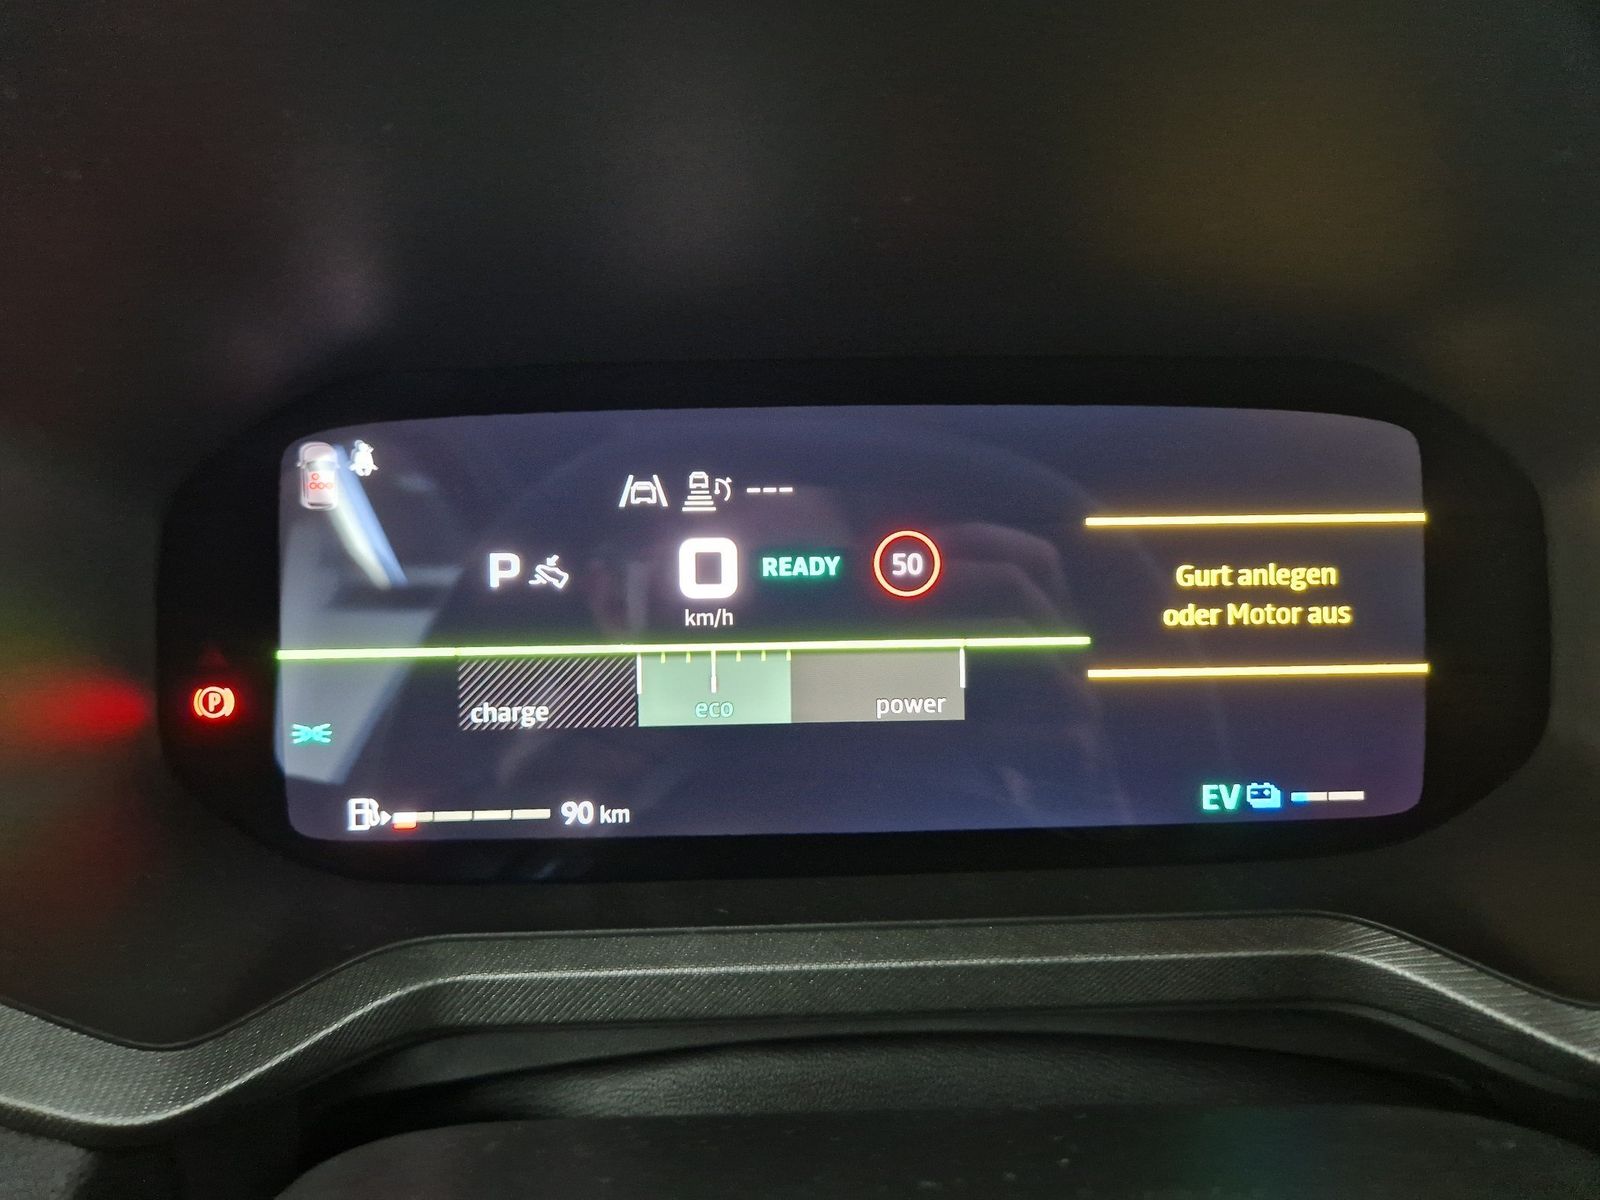 ---
P
0
READY
50
km/h
Gurt anlegen
oder Motor aus
charge
eco
power
P
90 km
EV